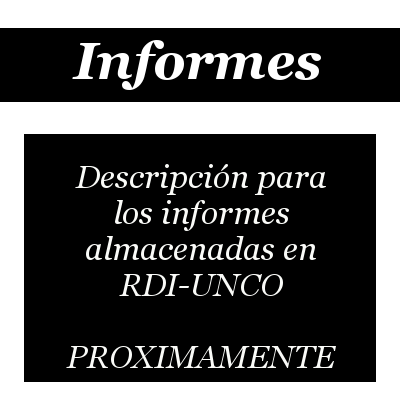 Informes
Descripción para
los informes
almacenadas en
RDI-UNCO
PROXIMAMENTE